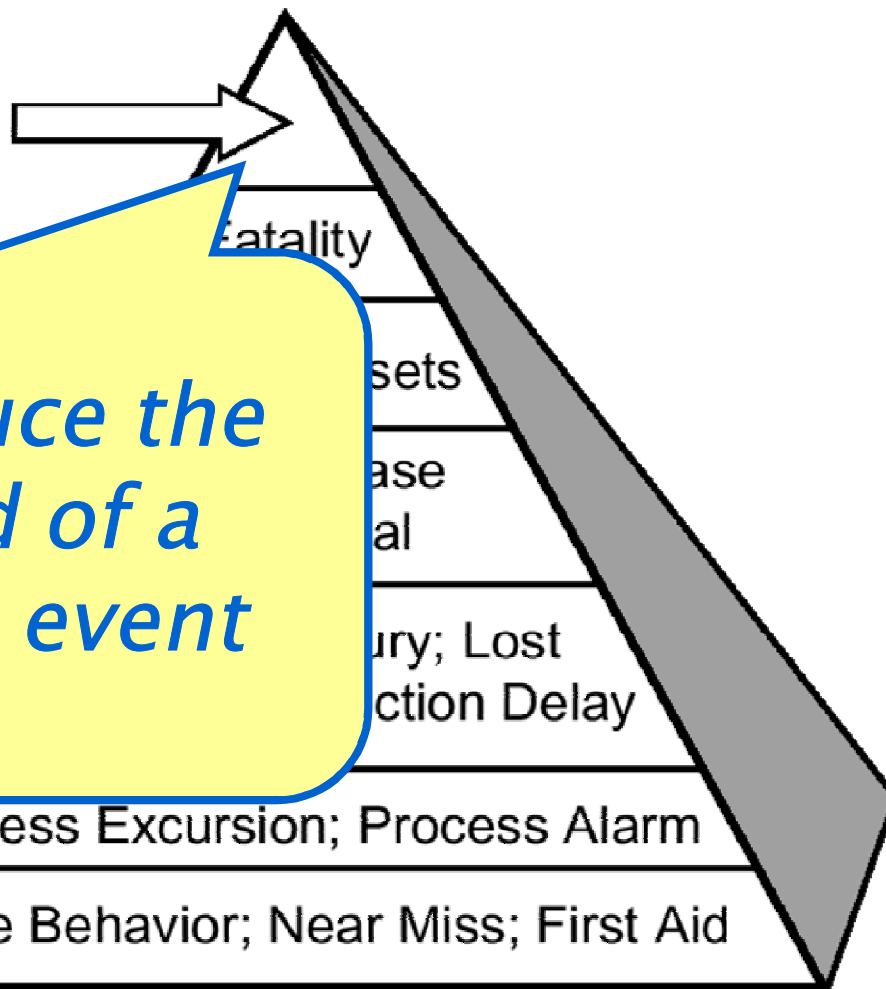 Fatality
sets
uce the
ase
d of a
al
event
ury; Lost
ction Delay
ess Excursion; Process Alarm
e Behavior; Near Miss; First Aid